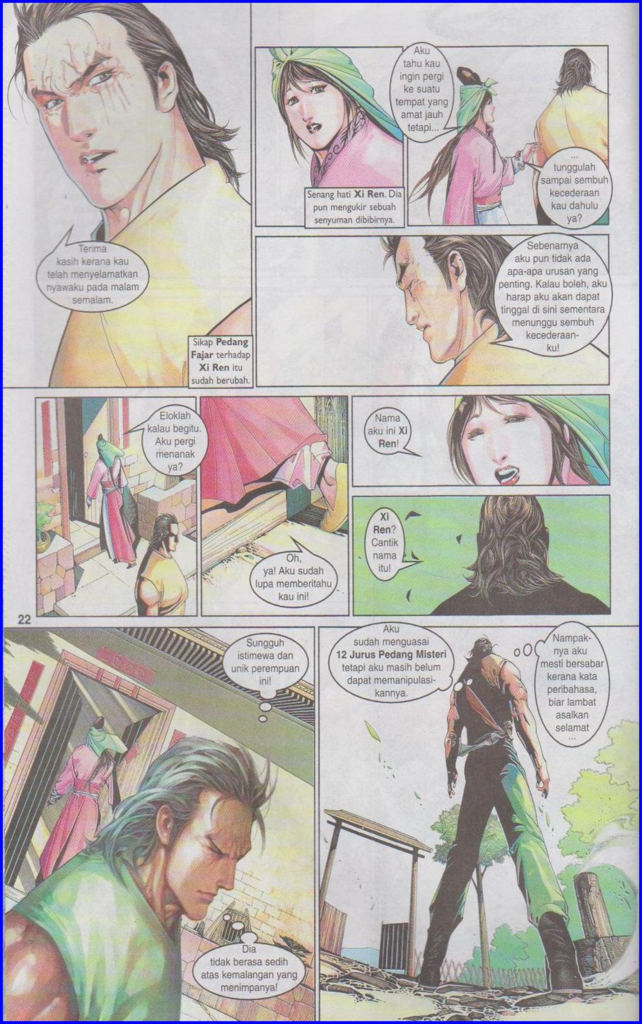 Terima
kasih kerana kau
telah menyelamatkan
nyawaku pada malam
semalam.
Sikap Pedang
Fajar terhadap
Xi Ren itu
sudah berubah.
Senang hati Xi Ren. Dia
pun mengukir sebuah
senyuman dibibirnya.
Aku
tahu kau
ingin pergi
ke suatu
tempat yang
amat jauh
tetapi...
...
tunggulah
sampai sembuh
kecederaan
kau dahulu
ya?
Sebenarnya
aku pun tidak ada
apa-apa urusan yang
penting. Kalau boleh, aku
harap aku akan dapat
tinggal di sini sementara
menunggu sembuh
kecederaan-
ku!
Eloklah
kalau begitu.
Aku pergi
menanak
ya?
Oh,
ya! Aku sudah
lupa memberitahu
kau ini!
Nama
aku ini Xi
Ren!
Xi
Ren?
Cantik
nama
itu!
22
Sungguh
istimewa dan
unik perempuan
ini!
Dia
tidak berasa sedih
atas kemalangan yang
menimpanya!
Aku
sudah menguasai
12 Jurus Pedang Misteri
tetapi aku masih belum
dapat memanipulasi-
kannya.
Nampak-
nya aku
mesti bersabar
kerana kata
peribahasa,
biar lambat
asalkan
selamat
...